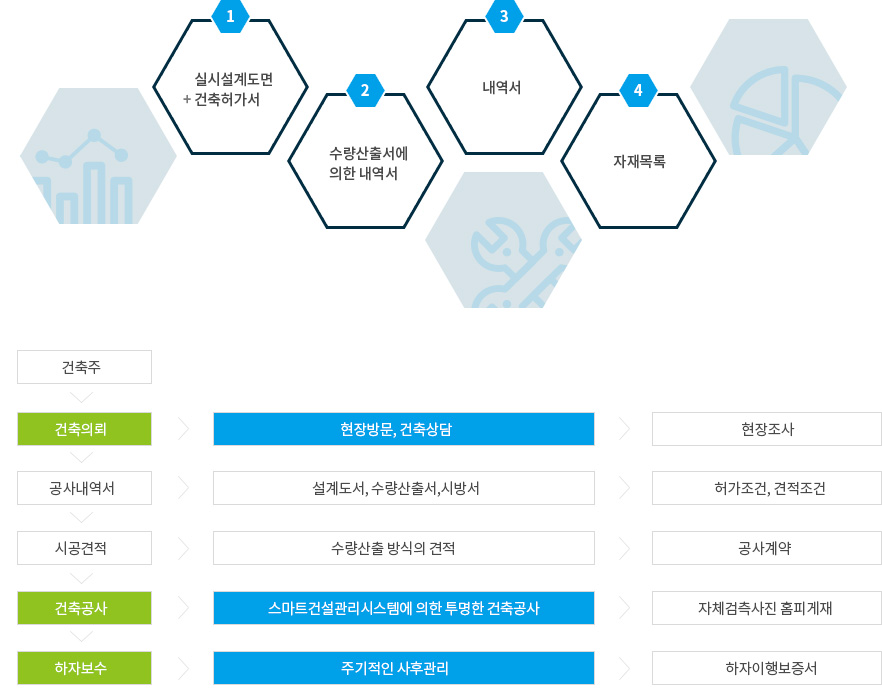 1
실시설계도면
+ 건축허가서
2
수량산출서에
의한 내역서
3
내역서
4
자재목록
건축주
건축의뢰
현장방문, 건축상담
현장조사
공사내역서
설계도서, 수량산출서,시방서
허가조건, 견적조건
시공견적
수량산출 방식의 견적
공사계약
건축공사
스마트건설관리시스템에 의한 투명한 건축공사
자체검측사진 홈피게재
하자보수
주기적인 사후관리
하자이행보증서